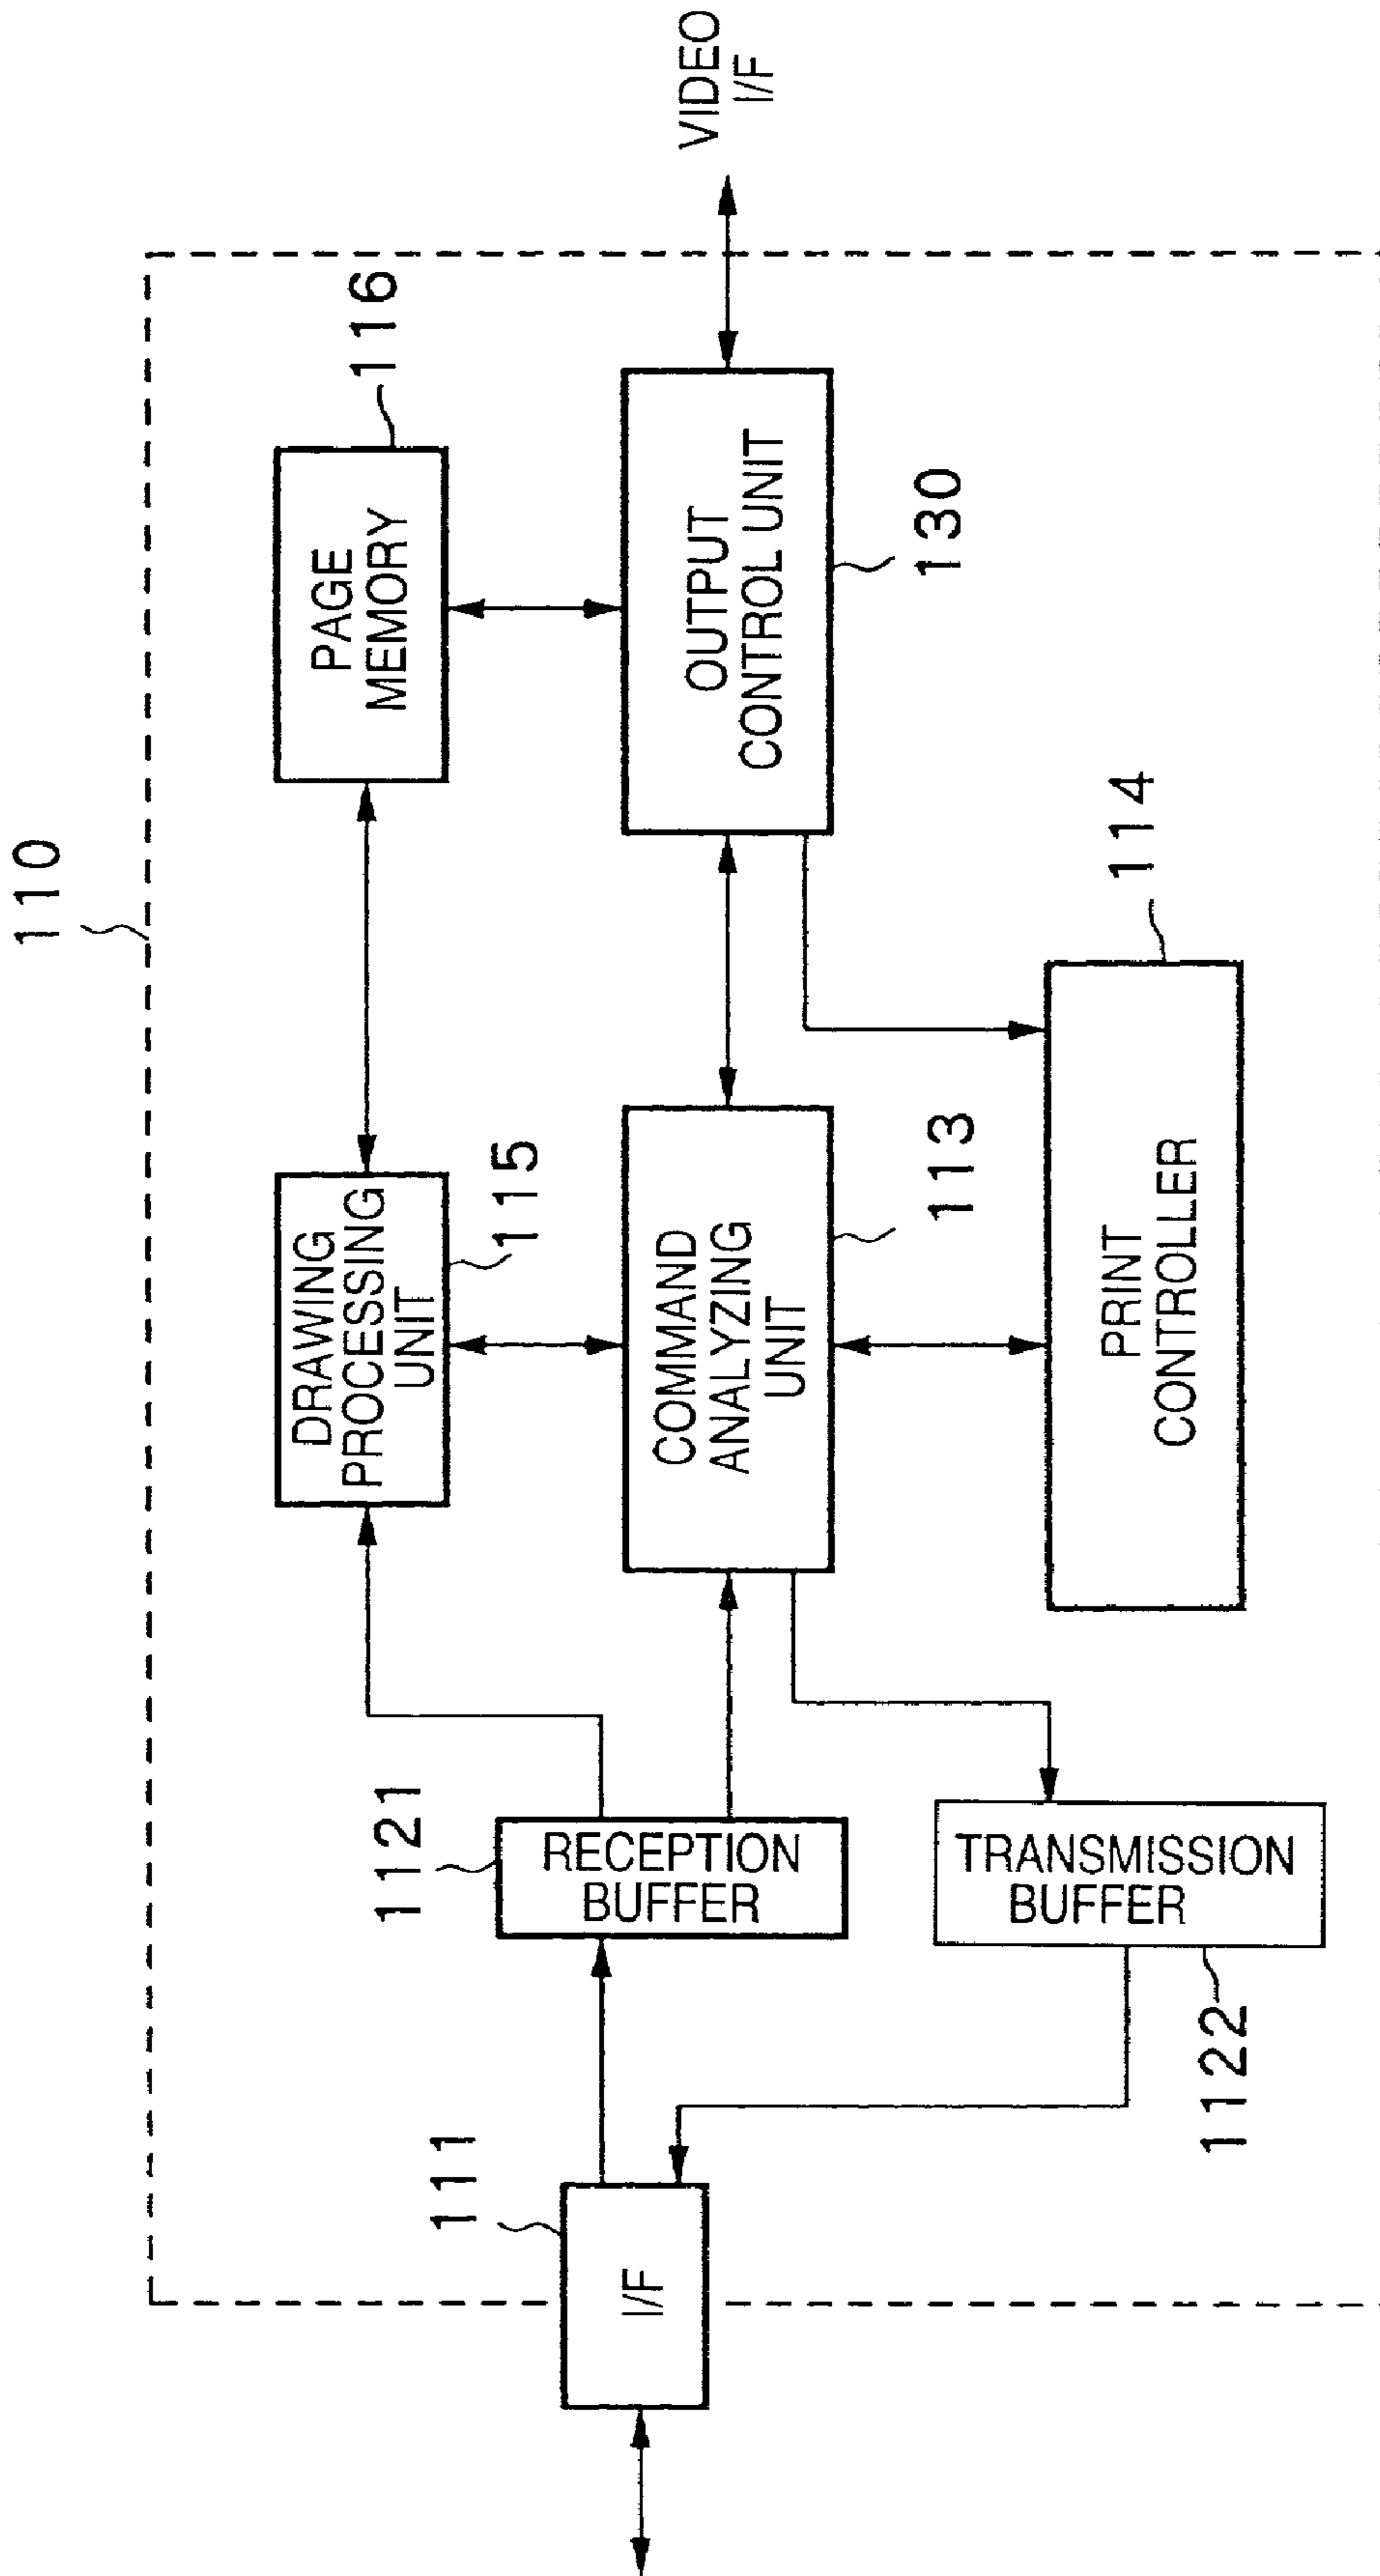 110
116
PAGE
MEMORY
VIDEO
I/F
DRAWING
PROCESSING
UNIT
115
OUTPUT
CONTROL UNIT
130
1121
RECEPTION
BUFFER
COMMAND
ANALYZING
UNIT
113
111
I/F
TRANSMISSION
BUFFER
1122
PRINT
CONTROLLER
114